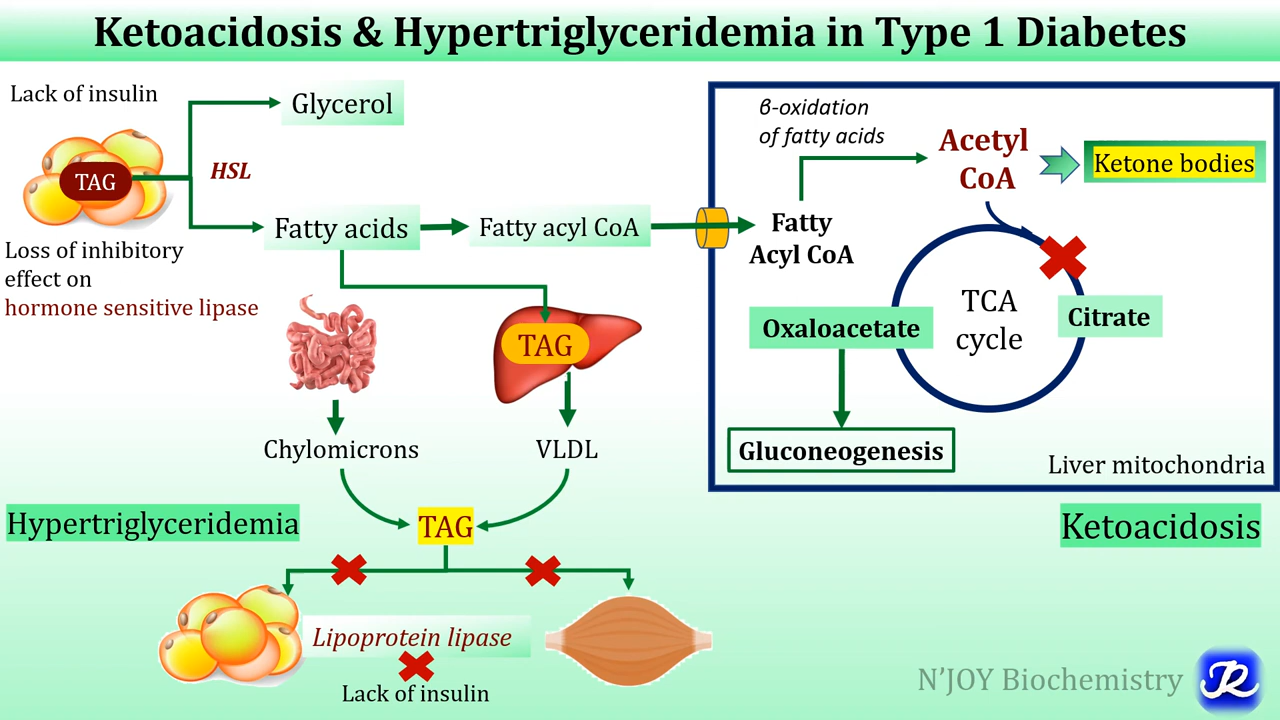 Ketoacidosis & Hypertriglyceridemia in Type 1 Diabetes
Lack of insulin
TAG
HSL
Glycerol
Fatty acids
Fatty acyl CoA
Loss of inhibitory
effect on
hormone sensitive lipase
TAG
Chylomicrons
VLDL
Hypertriglyceridemia
TAG
Lipoprotein lipase
Lack of insulin
β-oxidation
of fatty acids
Acetyl
CoA
Ketone bodies
Fatty
Acyl CoA
TCA
cycle
Oxaloacetate
Citrate
Gluconeogenesis
Liver mitochondria
Ketoacidosis
N'JOY Biochemistry